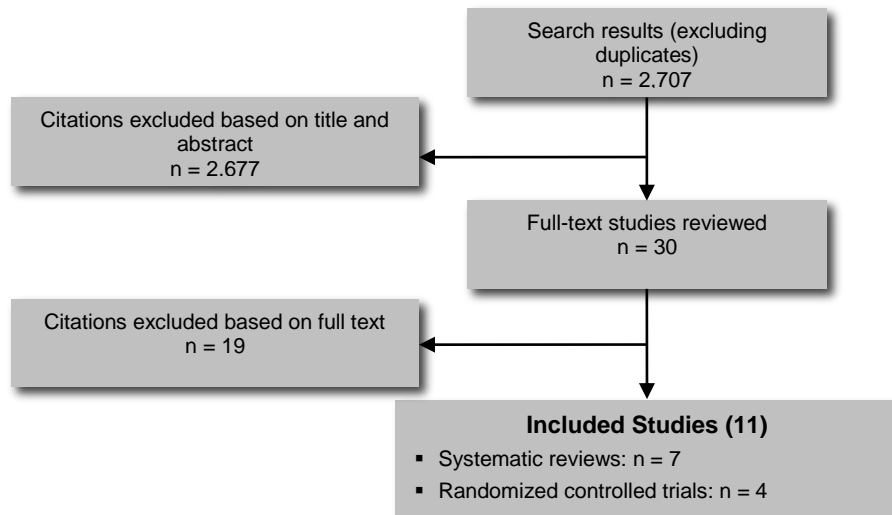 Search results (excluding
duplicates)
n = 2,707
Citations excluded based on title and
abstract
n = 2,677
Full-text studies reviewed
n = 30
Citations excluded based on full text
n = 19
Included Studies (11)
▪ Systematic reviews: n = 7
▪ Randomized controlled trials: n = 4